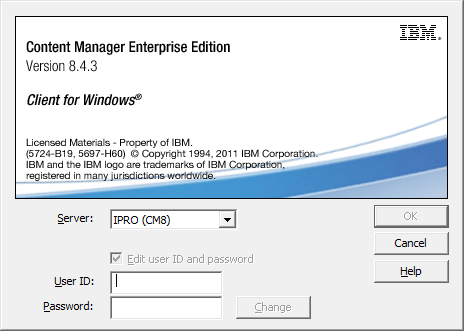 IBM®
Content Manager Enterprise Edition
Version 8.4.3
Client for Windows®
Licensed Materials - Property of IBM.
(5724-B19, 5697-H60) © Copyright 1994, 2011 IBM Corporation.
IBM and the IBM logo are trademarks of IBM Corporation,
registered in many jurisdictions worldwide.
Server: IPRO (CM8) OK
Cancel
Edit user ID and password
Help
User ID:
Password: Change